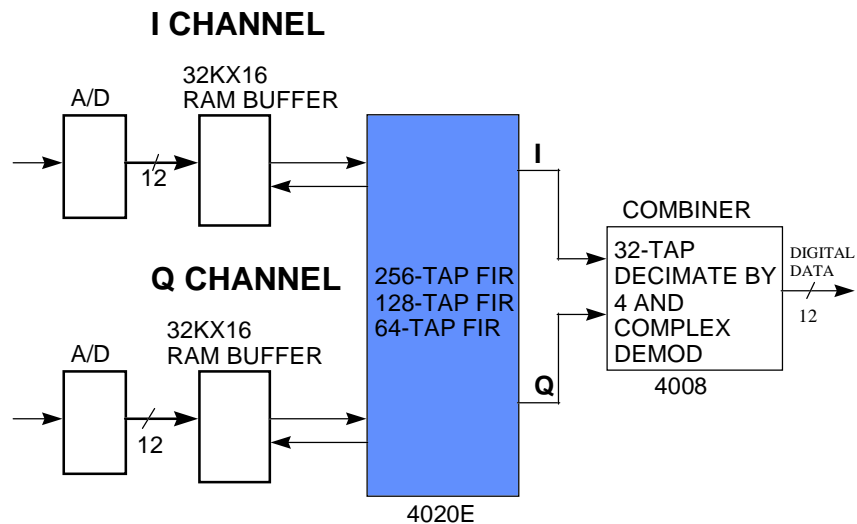 I CHANNEL
32KX16
RAM BUFFER
A/D
12
I
COMBINER
32-TAP
DECIMATE BY
4 AND
COMPLEX
DEMOD
4008
DIGITAL
DATA
12
256-TAP FIR
128-TAP FIR
64-TAP FIR
Q CHANNEL
32KX16
RAM BUFFER
A/D
12
Q
4020E